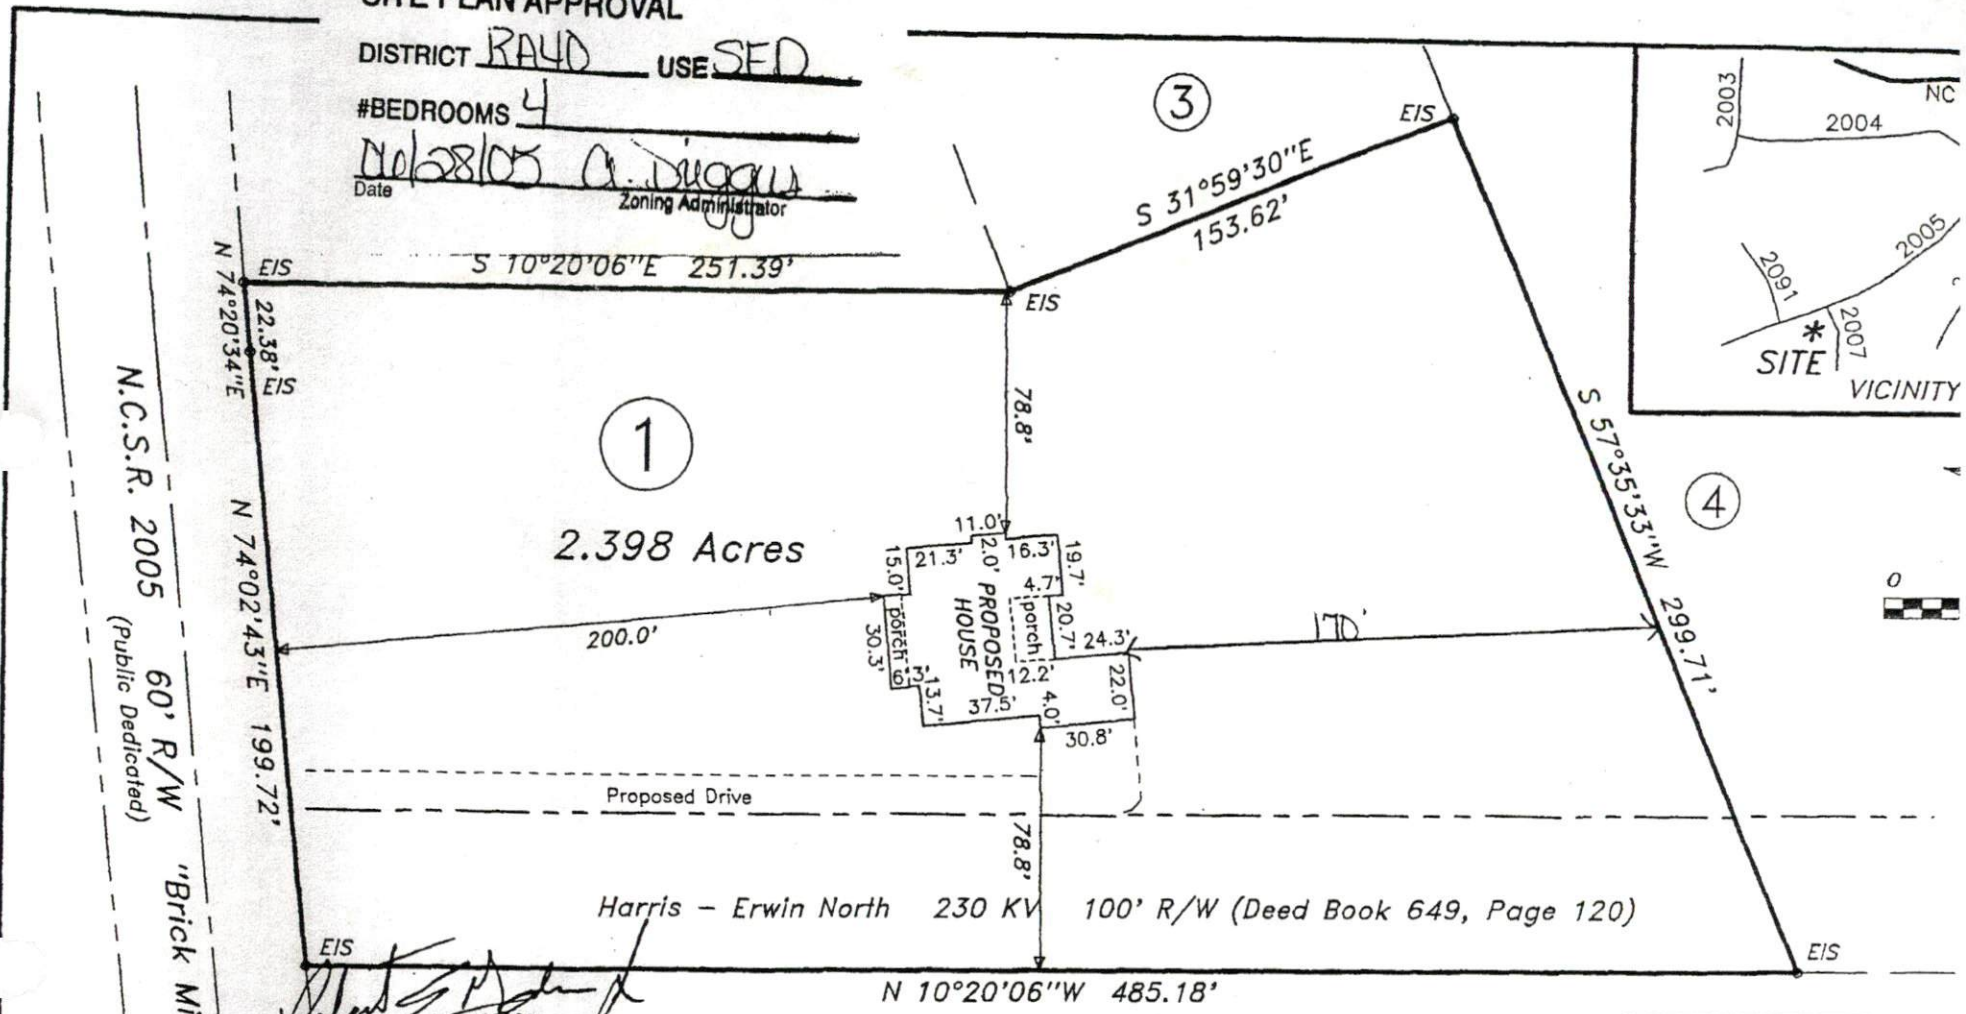 SITE PLAN APPROVAL
DISTRICT RA40 USE SFD
#BEDROOMS 4
Date
Zoning Administrator
3
EIS
S 31°59'30"E
153.62'
2003
NC
2004
2005
2091
2007
*
SITE
VICINITY
EIS
S 10°20'06"E 251.39'
EIS
N 74°20'34"E
22.38'
EIS
N.C.S.R. 2005 60' R/W "Brick Mi
(Public Dedicated)
N 74°02'43"E 199.72'
1
2.398 Acres
78.8'
S 57°35'33"W 299.71'
4
0
11.0'
21.3'
2.0'
16.3'
19.7'
15.0'
4.7'
PROPOSED
HOUSE
porch
porch
20.7'
24.3'
30.3'
6.3'
12.2'
22.0'
13.7'
37.5'
4.0'
30.8'
200.0'
170'
Proposed Drive
78.8'
Harris - Erwin North 230 KV 100' R/W (Deed Book 649, Page 120)
EIS
EIS
N 10°20'06"W 485.18'